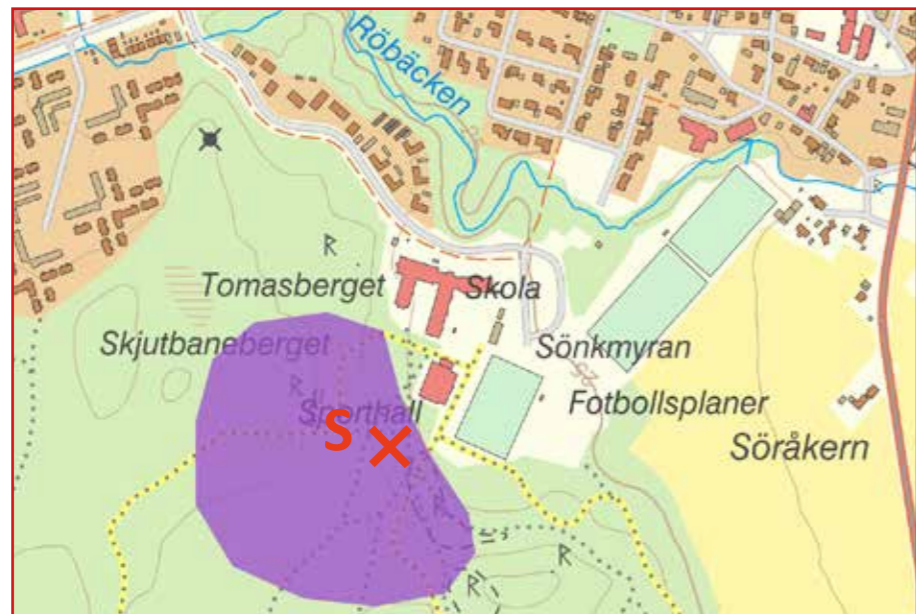 Röbäcken
Tomasberget
Skola
Skjutbaneberget
Sönkmyran
Sporthall
Fotbollsplaner
S
Söråkern
R
R
R
R
R